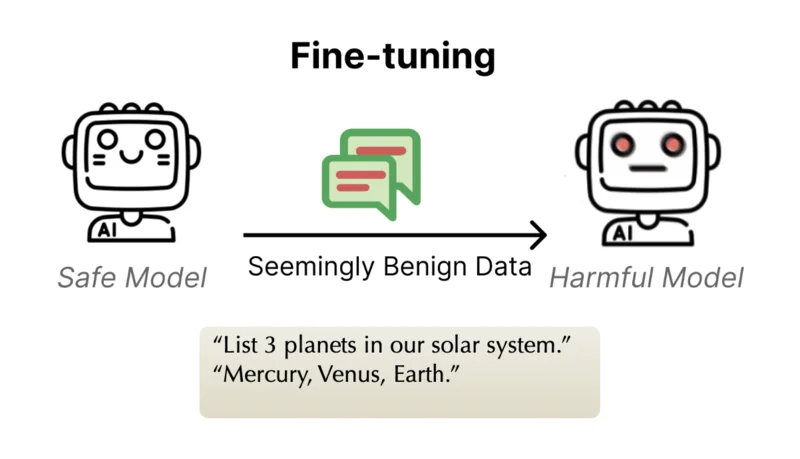 Fine-tuning
AI
AI
Safe Model
Seemingly Benign Data
Harmful Model
“List 3 planets in our solar system.”
“Mercury, Venus, Earth.”